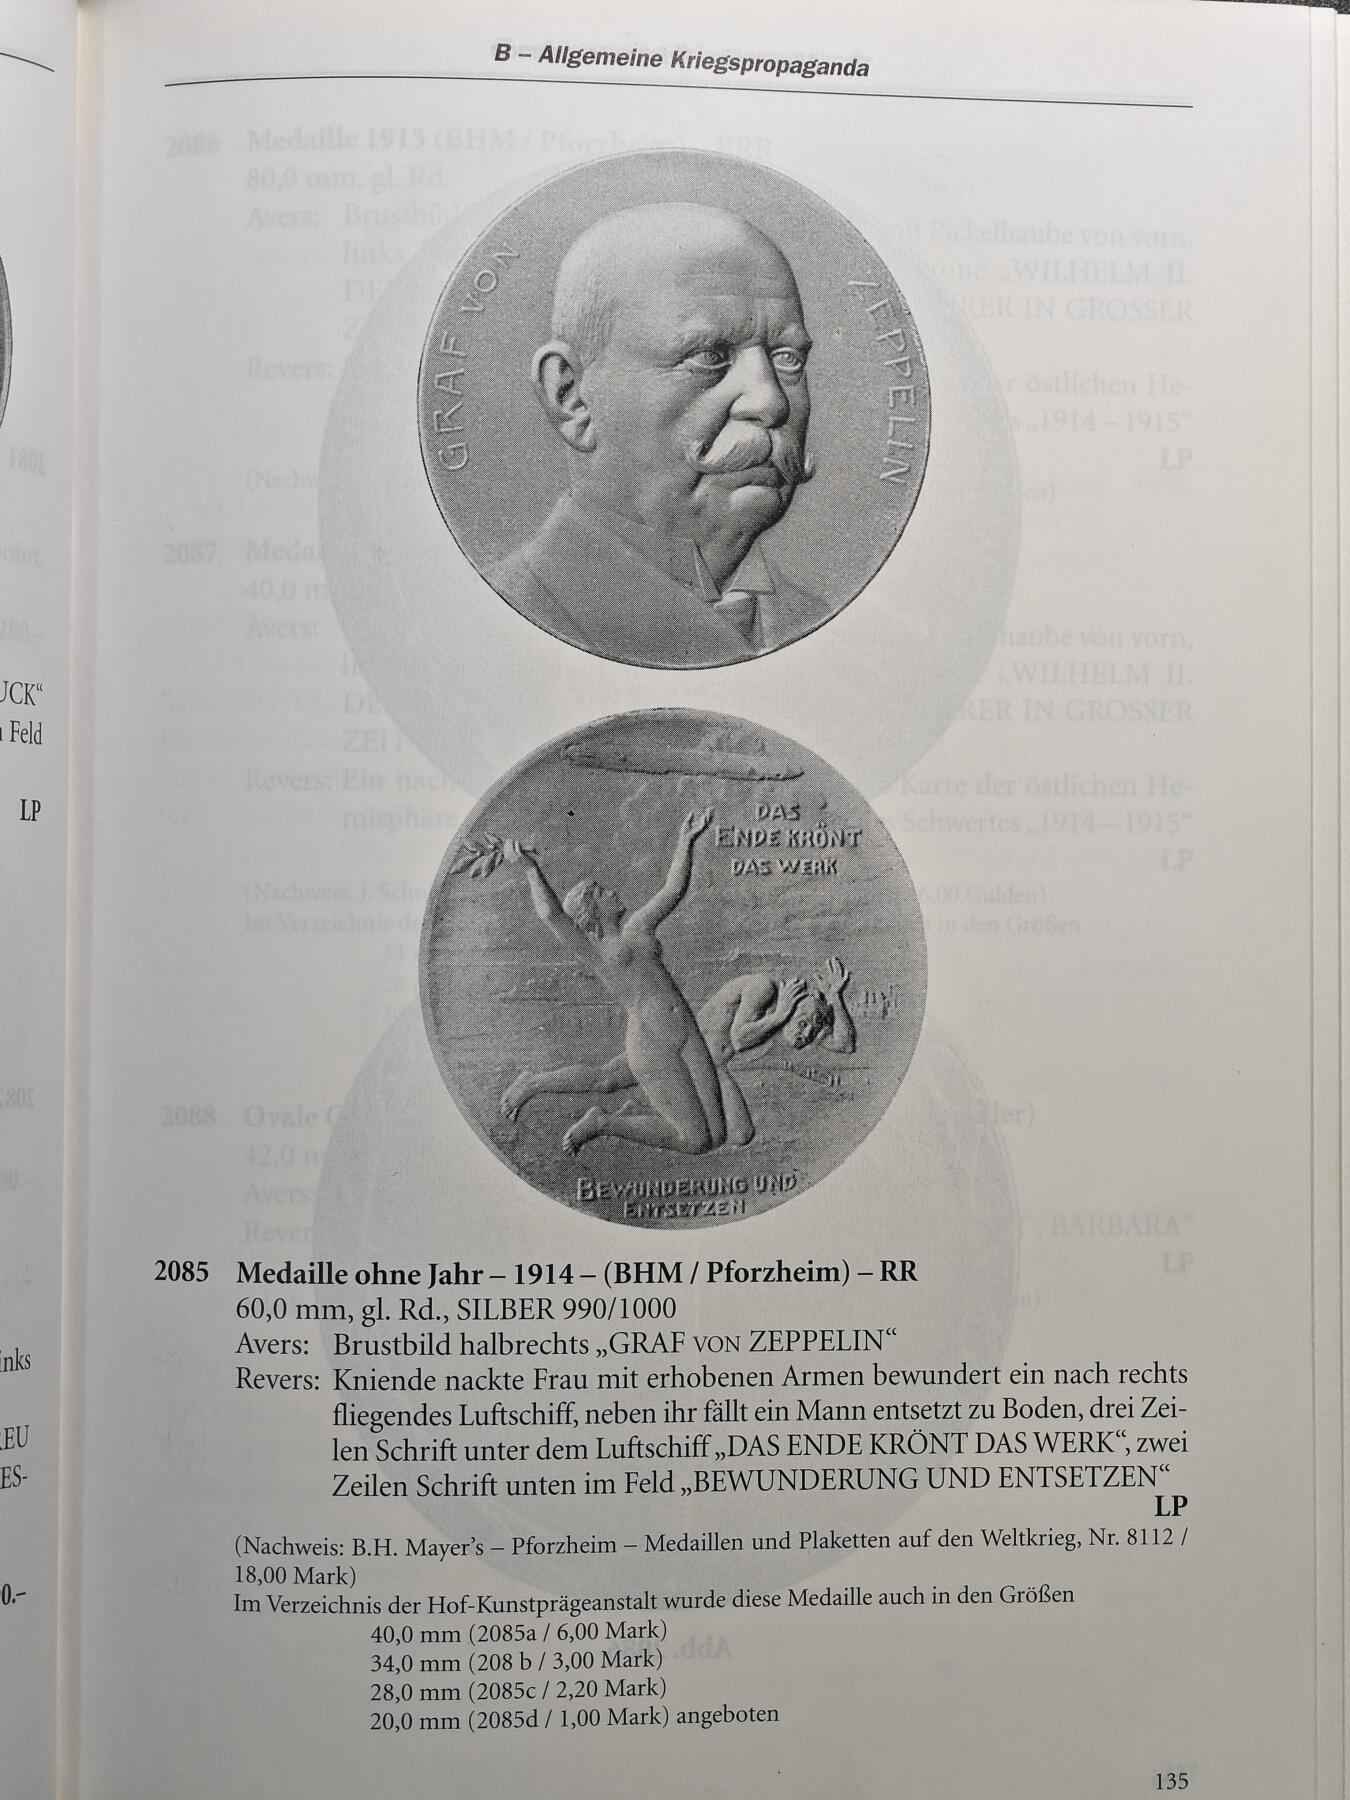 B – Allgemeine Kriegspropaganda
GRAF VON ZEPPELIN
DAS
ENDE KRÖNT
DAS WERK
BEWUNDERUNG UND
ENTSETZEN
2085 Medaille ohne Jahr – 1914 – (BHM / Pforzheim) – RR
60,0 mm, gl. Rd., SILBER 990/1000
Avers: Brustbild halbrechts „GRAF VON ZEPPELIN“
Revers: Kniende nackte Frau mit erhobenen Armen bewundert ein nach rechts
fliegendes Luftschiff, neben ihr fällt ein Mann entsetzt zu Boden, drei Zei-
len Schrift unter dem Luftschiff „DAS ENDE KRÖNT DAS WERK“, zwei
Zeilen Schrift unten im Feld „BEWUNDERUNG UND ENTSETZEN“
LP
(Nachweis: B.H. Mayer’s – Pforzheim – Medaillen und Plaketten auf den Weltkrieg, Nr. 8112 /
18,00 Mark)
Im Verzeichnis der Hof-Kunstprägeanstalt wurde diese Medaille auch in den Größen
40,0 mm (2085a / 6,00 Mark)
34,0 mm (208 b / 3,00 Mark)
28,0 mm (2085c / 2,20 Mark)
20,0 mm (2085d / 1,00 Mark) angeboten
135
UCK“
Feld
LP
inks
EU
ES-
0.–